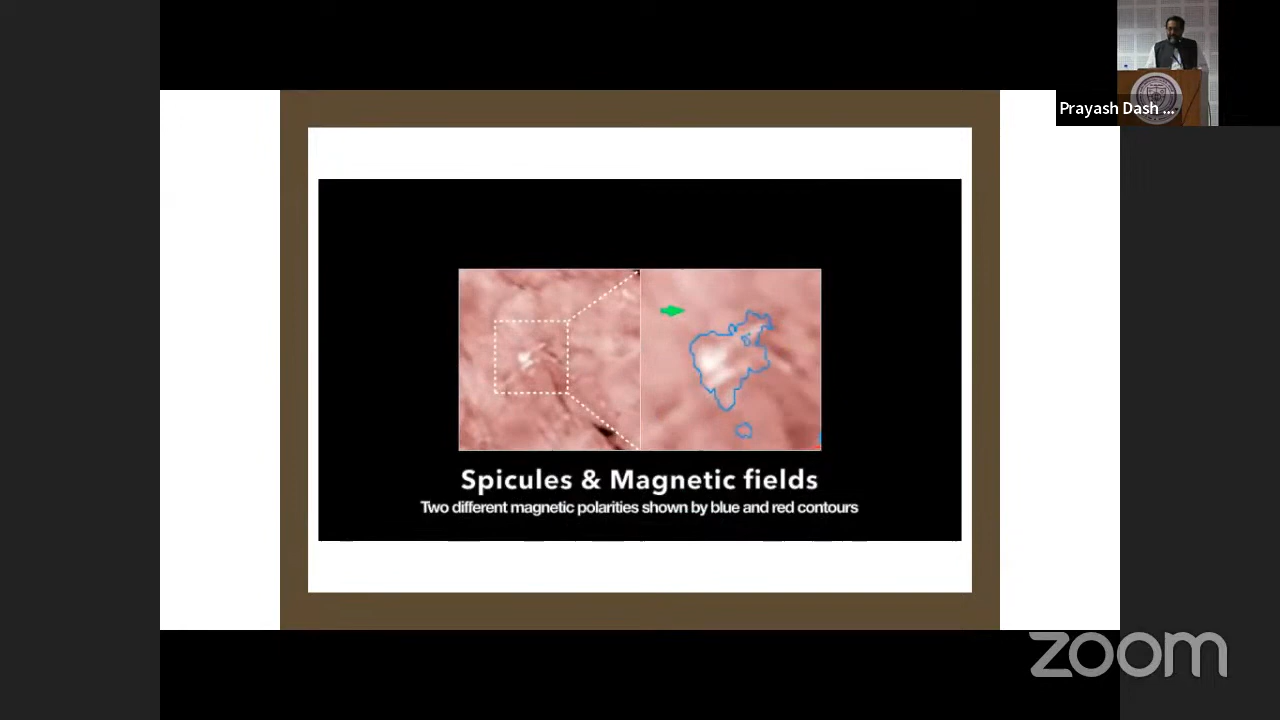 Prayash Dash ...
Spicules & Magnetic fields
Two different magnetic polarities shown by blue and red contours
zoom